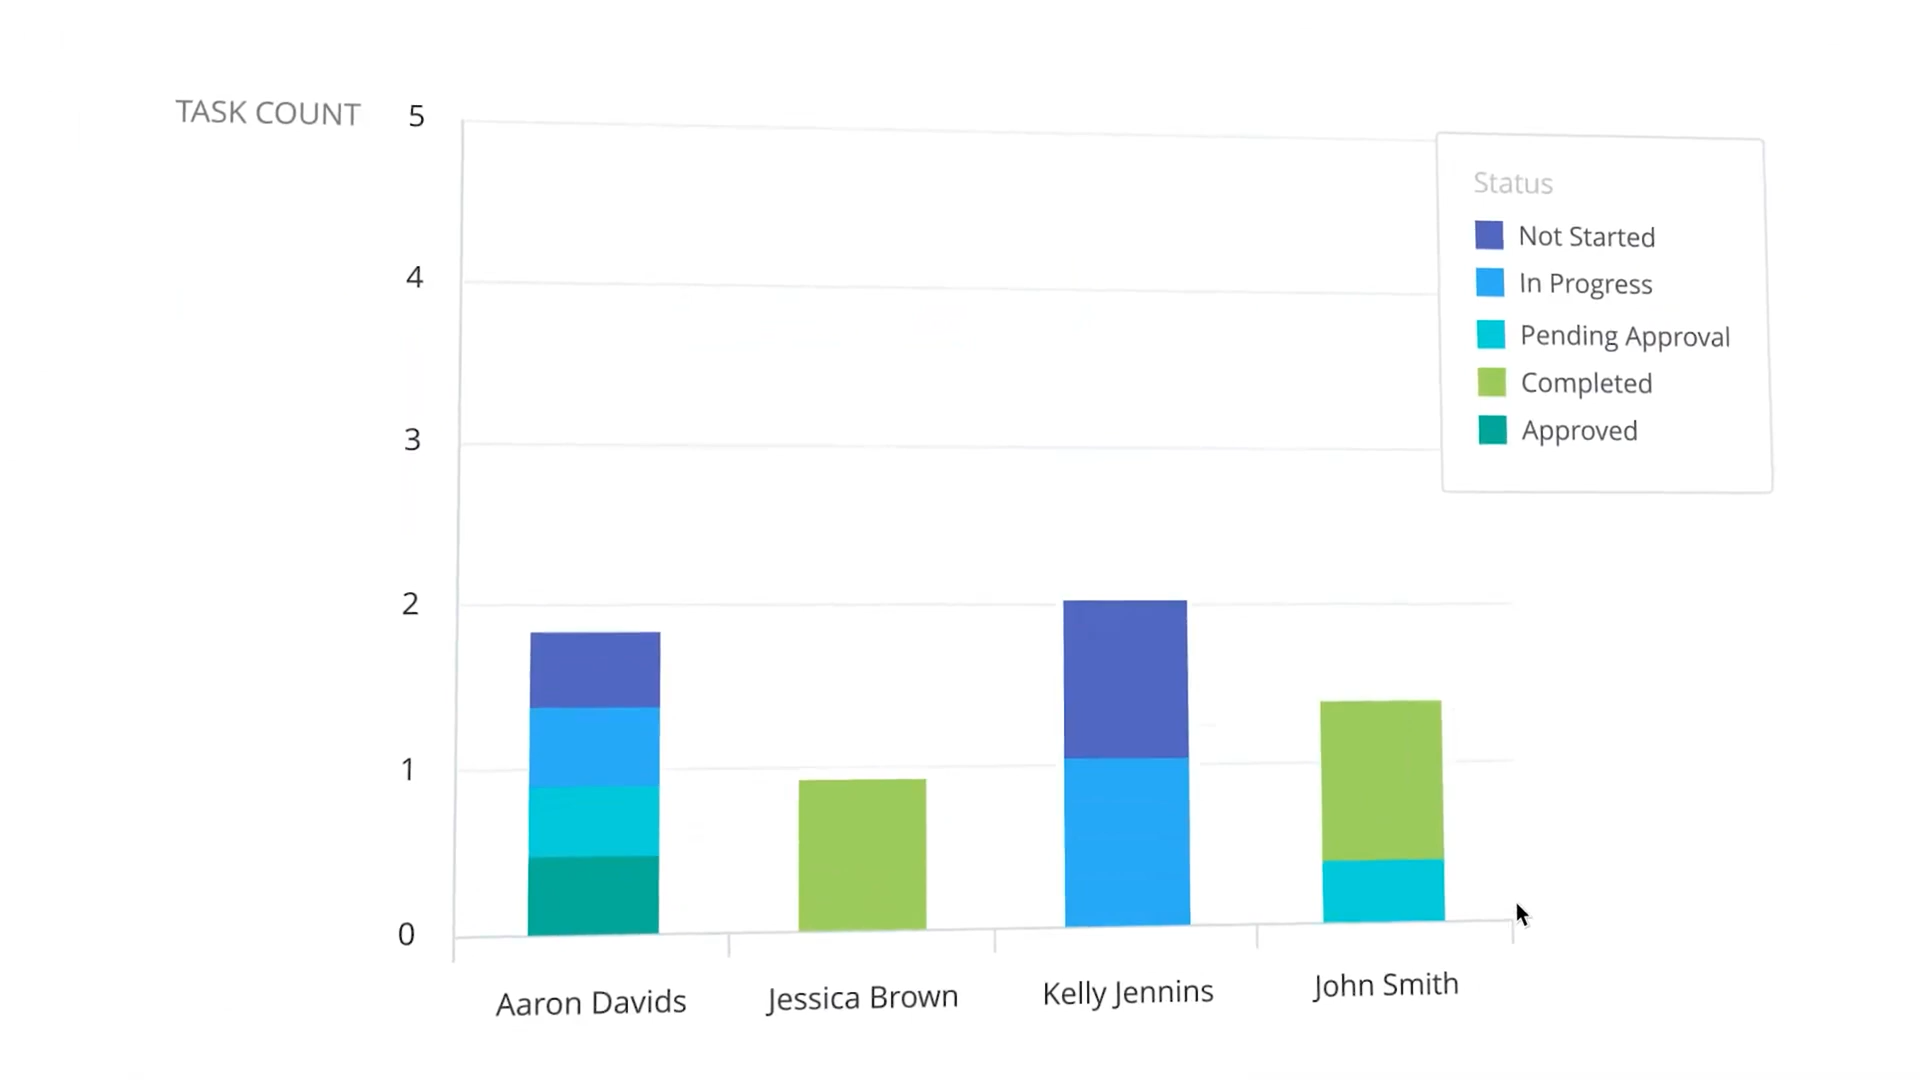 TASK COUNT
5
4
3
2
1
0
Status
Not Started
In Progress
Pending Approval
Completed
Approved
Aaron Davids
Jessica Brown
Kelly Jennins
John Smith